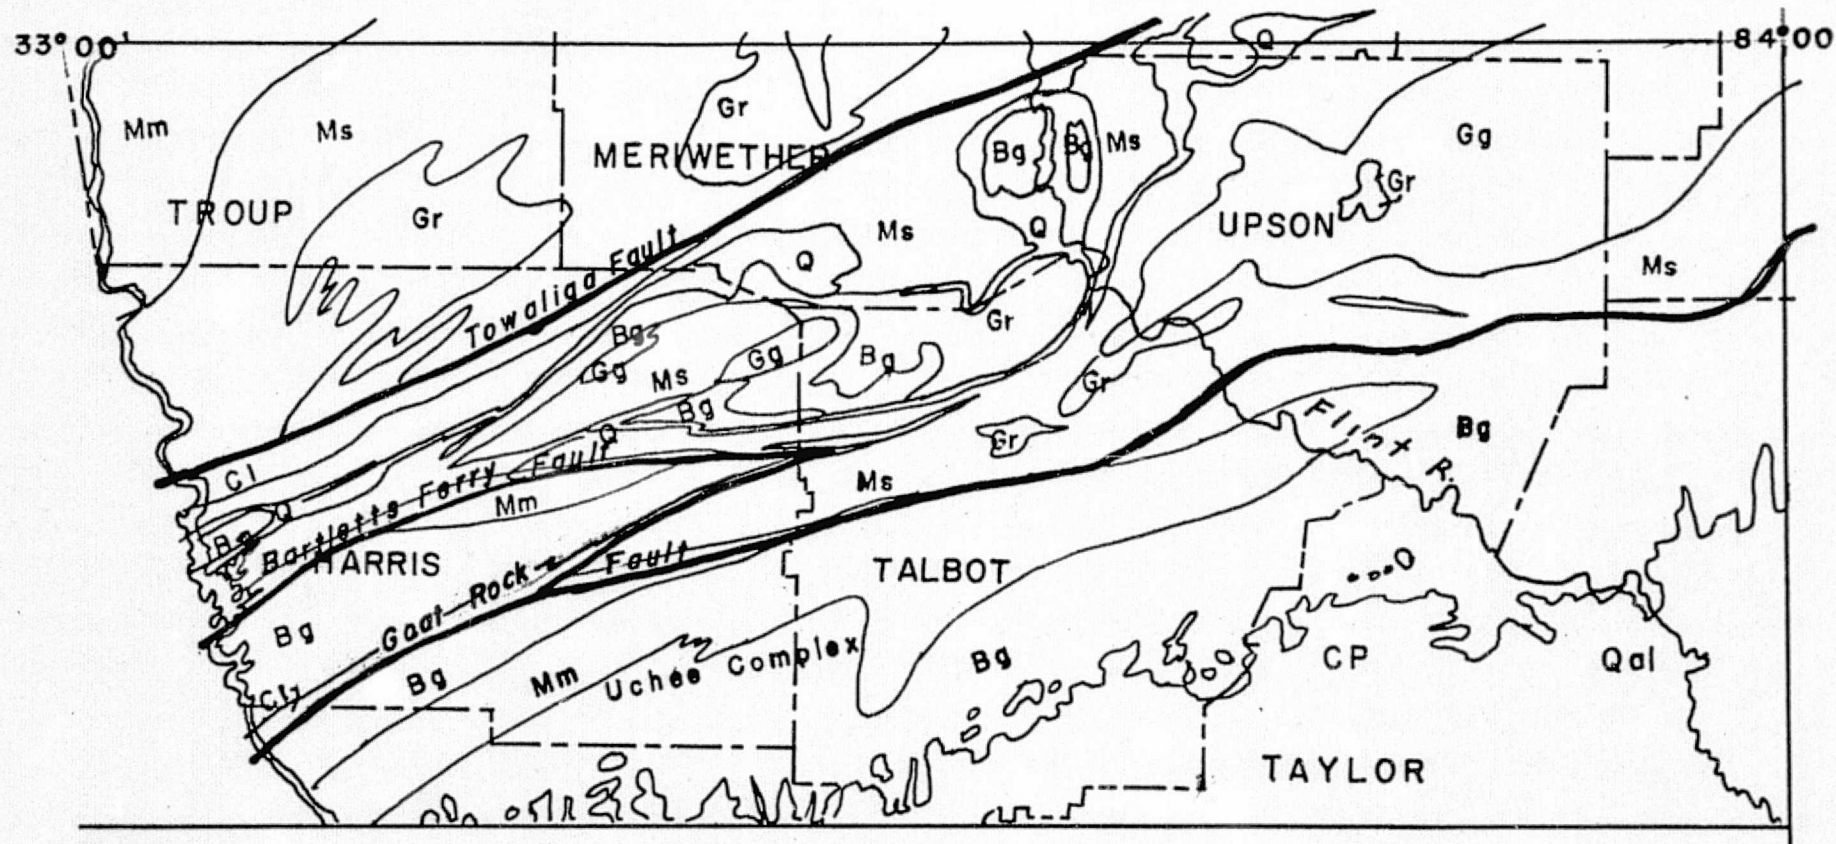 33°00'
84°00
Q
Gr
Mm
Ms
MERIWETHER
Bg
Bg
Ms
Gg
Gr
TROUP
Gr
Ms
Q
UPSON
Towaliga Fault
Q
Ms
Gr
Bg
Gg
Ms
Gg
Bg
Bg
Gr
Q
Gr
Flint R.
Bg
Cl
Bartletts Ferry Fault
Mm
Ms
Q
Bg
HARRIS
Goat Rock Fault
TALBOT
Bg
Bg
Mm
Uchee Complex
Bg
CP
Qal
TAYLOR